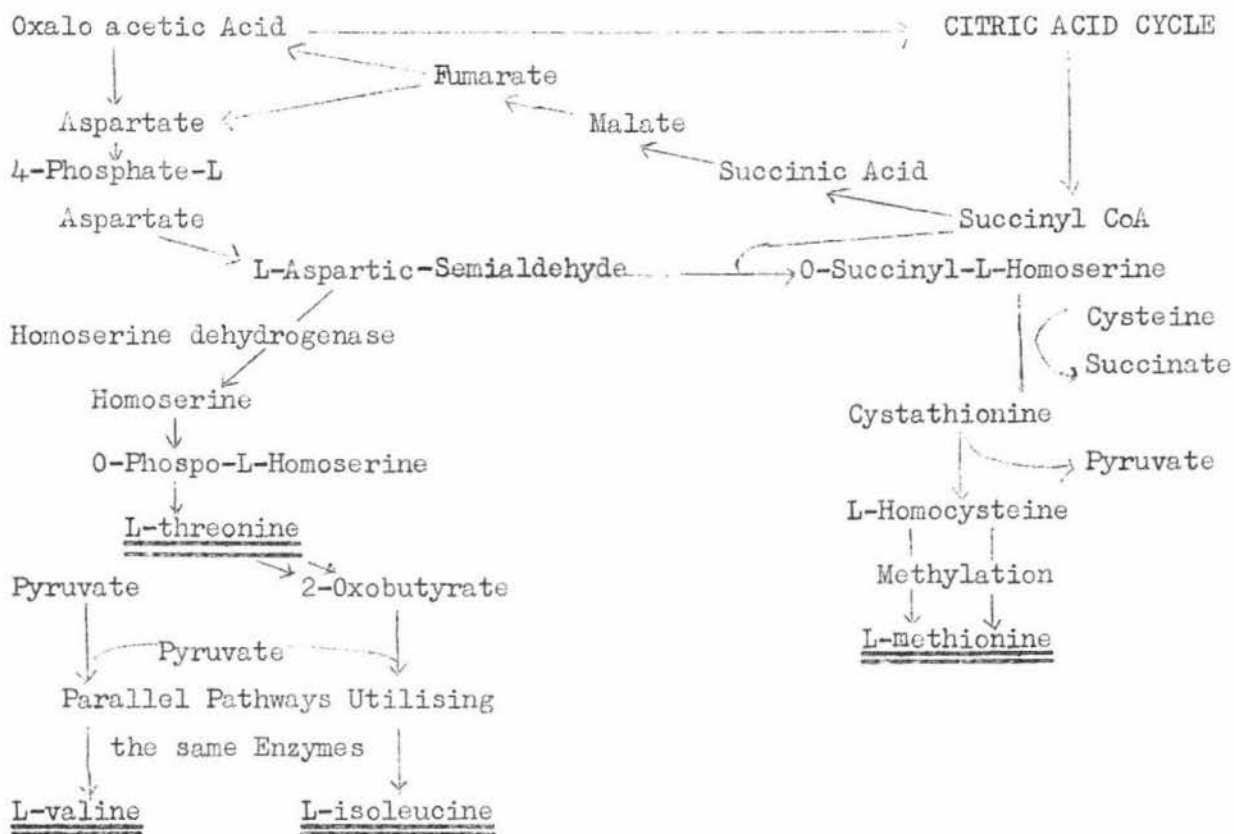 Oxalo acetic Acid CITRIC ACID CYCLE
Fumarate
Aspartate Malate
4-Phosphate-L Succinic Acid
Aspartate Succinyl CoA
L-Aspartic-Semialdehyde O-Succinyl-L-Homoserine
Homoserine dehydrogenase Cysteine
Succinate
Homoserine Cystathionine
O-Phospo-L-Homoserine Pyruvate
L-threonine L-Homocysteine
Pyruvate 2-Oxobutyrate Methylation
Pyruvate L-methionine
Parallel Pathways Utilising
the same Enzymes
L-valine L-isoleucine